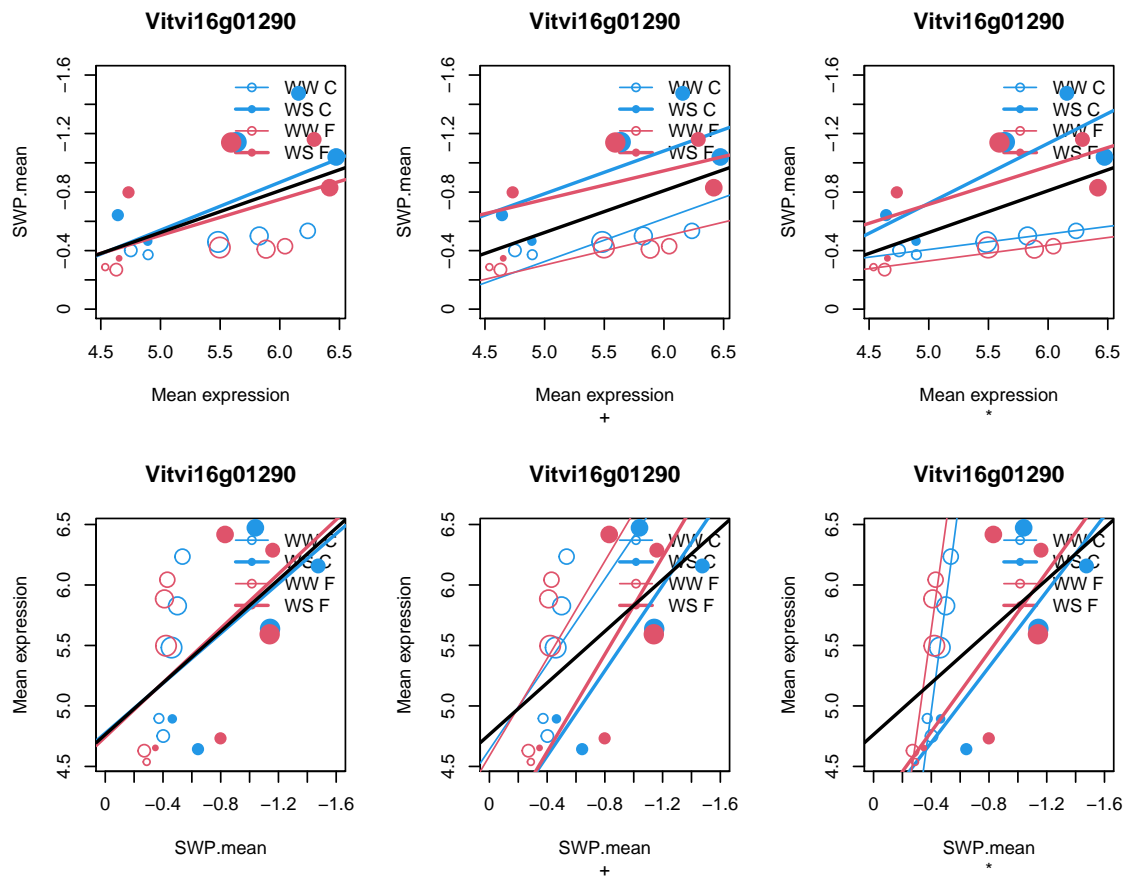 Vitvi16g01290
WW C
WS C
WW F
WS F
SWP.mean
0
−0.4
−0.8
−1.2
−1.6
4.5 5.0 5.5 6.0 6.5
Mean expression
Vitvi16g01290
WW C
WS C
WW F
WS F
SWP.mean
0
−0.4
−0.8
−1.2
−1.6
4.5 5.0 5.5 6.0 6.5
Mean expression
+
Vitvi16g01290
WW C
WS C
WW F
WS F
SWP.mean
0
−0.4
−0.8
−1.2
−1.6
4.5 5.0 5.5 6.0 6.5
Mean expression
*
Vitvi16g01290
WW C
WS C
WW F
WS F
Mean expression
4.5
5.0
5.5
6.0
6.5
0 −0.4 −0.8 −1.2 −1.6
SWP.mean
Vitvi16g01290
WW C
WS C
WW F
WS F
Mean expression
4.5
5.0
5.5
6.0
6.5
0 −0.4 −0.8 −1.2 −1.6
SWP.mean
+
Vitvi16g01290
WW C
WS C
WW F
WS F
Mean expression
4.5
5.0
5.5
6.0
6.5
0 −0.4 −0.8 −1.2 −1.6
SWP.mean
*